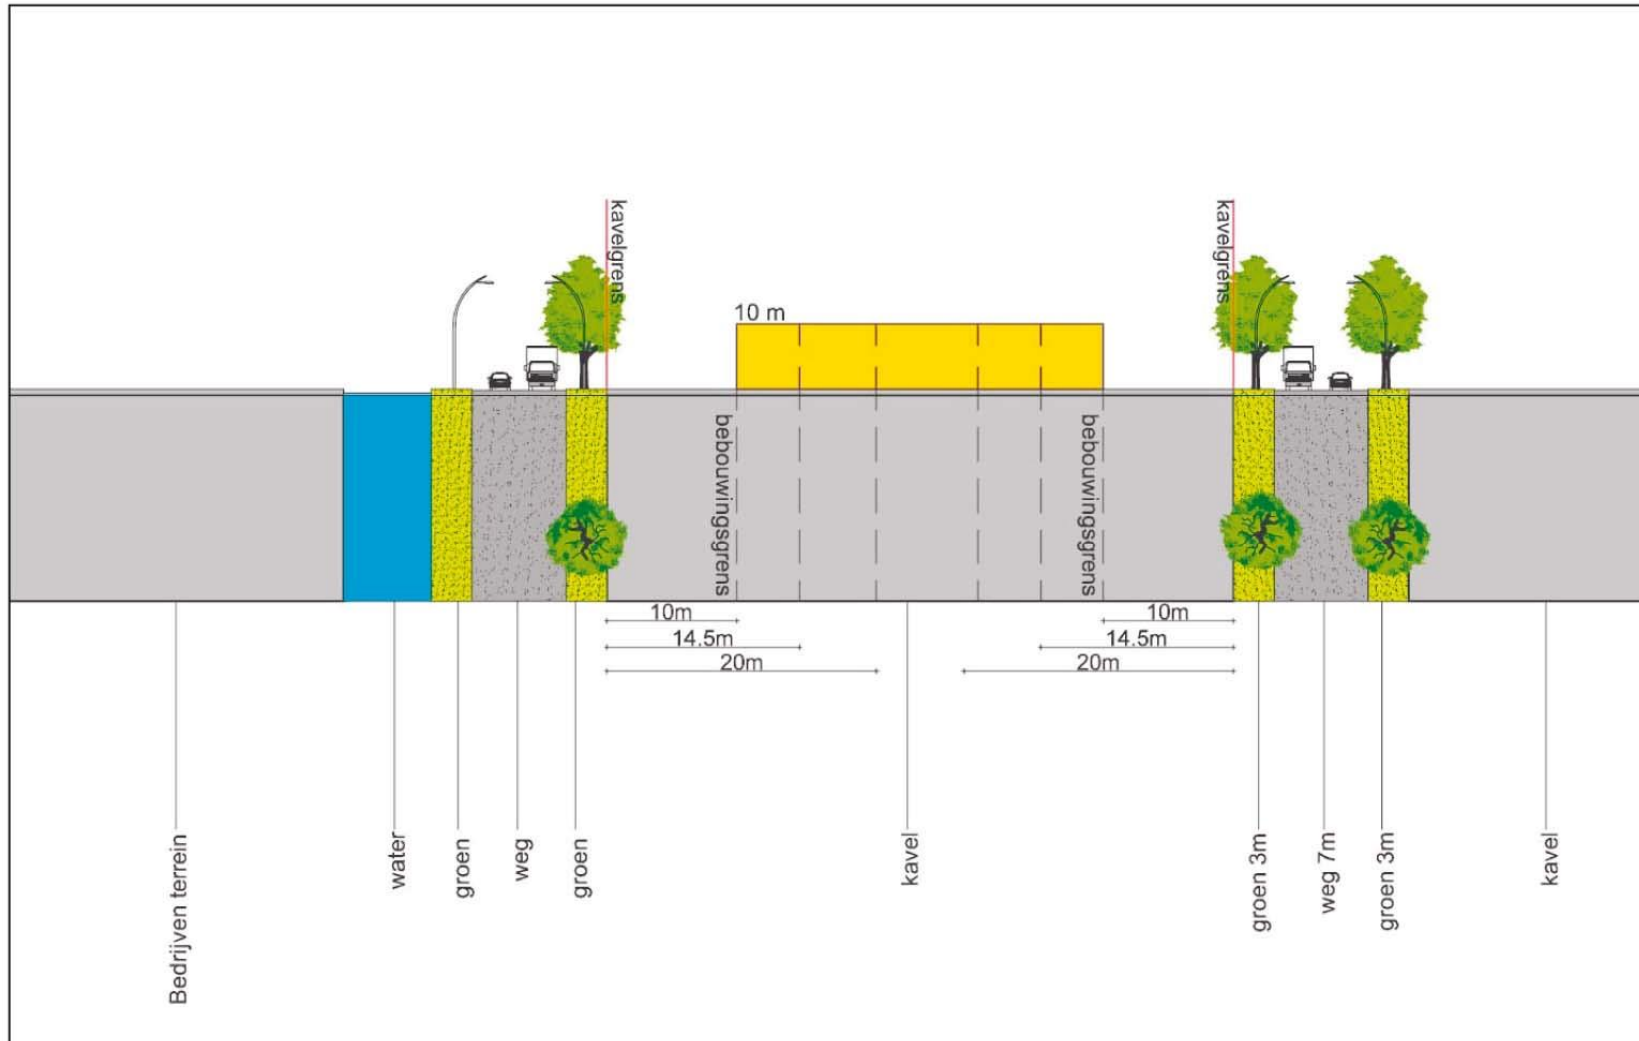 kavelgrens
kavelgrens
10 m
bebouwingsgrens
bebouwingsgrens
10m
10m
14.5m
14.5m
20m
20m
Bedrijven terrein
water
groen
weg
groen
kavel
groen 3m
weg 7m
groen 3m
kavel